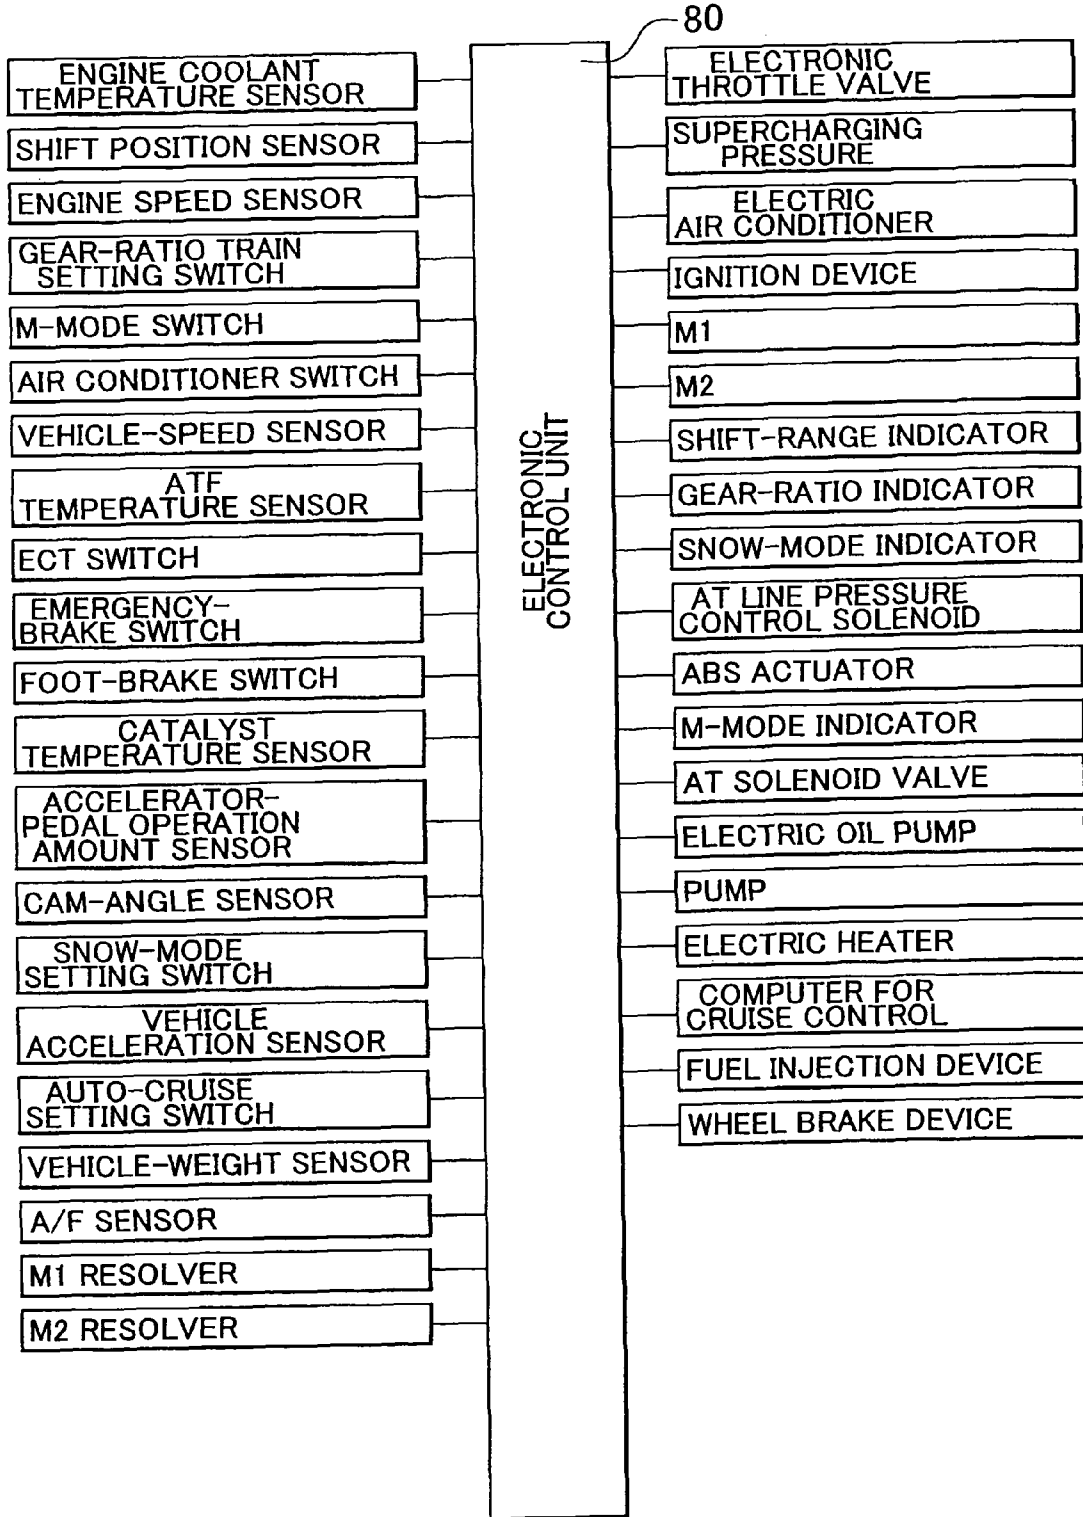 80
ENGINE COOLANT
TEMPERATURE SENSOR
SHIFT POSITION SENSOR
ENGINE SPEED SENSOR
GEAR-RATIO TRAIN
SETTING SWITCH
M-MODE SWITCH
AIR CONDITIONER SWITCH
VEHICLE-SPEED SENSOR
ATF
TEMPERATURE SENSOR
ECT SWITCH
EMERGENCY-
BRAKE SWITCH
FOOT-BRAKE SWITCH
CATALYST
TEMPERATURE SENSOR
ACCELERATOR-
PEDAL OPERATION
AMOUNT SENSOR
CAM-ANGLE SENSOR
SNOW-MODE
SETTING SWITCH
VEHICLE
ACCELERATION SENSOR
AUTO-CRUISE
SETTING SWITCH
VEHICLE-WEIGHT SENSOR
A/F SENSOR
M1 RESOLVER
M2 RESOLVER
ELECTRONIC
CONTROL UNIT
ELECTRONIC
THROTTLE VALVE
SUPERCHARGING
PRESSURE
ELECTRIC
AIR CONDITIONER
IGNITION DEVICE
M1
M2
SHIFT-RANGE INDICATOR
GEAR-RATIO INDICATOR
SNOW-MODE INDICATOR
AT LINE PRESSURE
CONTROL SOLENOID
ABS ACTUATOR
M-MODE INDICATOR
AT SOLENOID VALVE
ELECTRIC OIL PUMP
PUMP
ELECTRIC HEATER
COMPUTER FOR
CRUISE CONTROL
FUEL INJECTION DEVICE
WHEEL BRAKE DEVICE